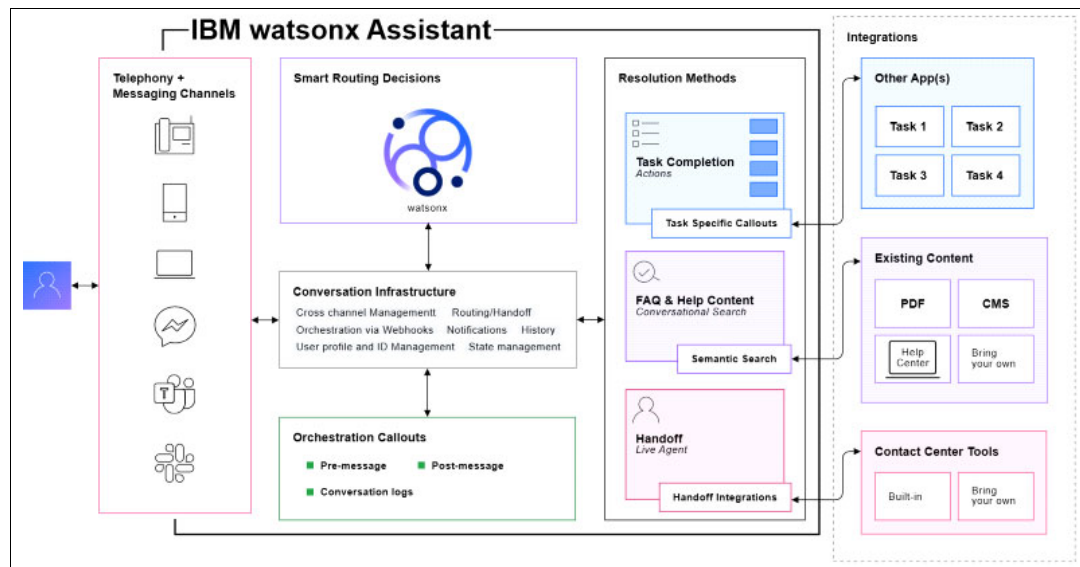 IBM watsonx Assistant
Telephony +
Messaging Channels
T
Smart Routing Decisions
watsonx
Conversation Infrastructure
Cross channel Managementt Routing/Handoff
Orchestration via Webhooks Notifications History
User profile and ID Management State management
Orchestration Callouts
Pre-message Post-message
Conversation logs
Resolution Methods
Task Completion
Actions
Task Specific Callouts
FAQ & Help Content
Conversational Search
Semantic Search
Handoff
Live Agent
Handoff Integrations
Integrations
Other App(s)
Task 1 Task 2
Task 3 Task 4
Existing Content
PDF CMS
Help
Center
Bring
your own
Contact Center Tools
Built-in
Bring
your own